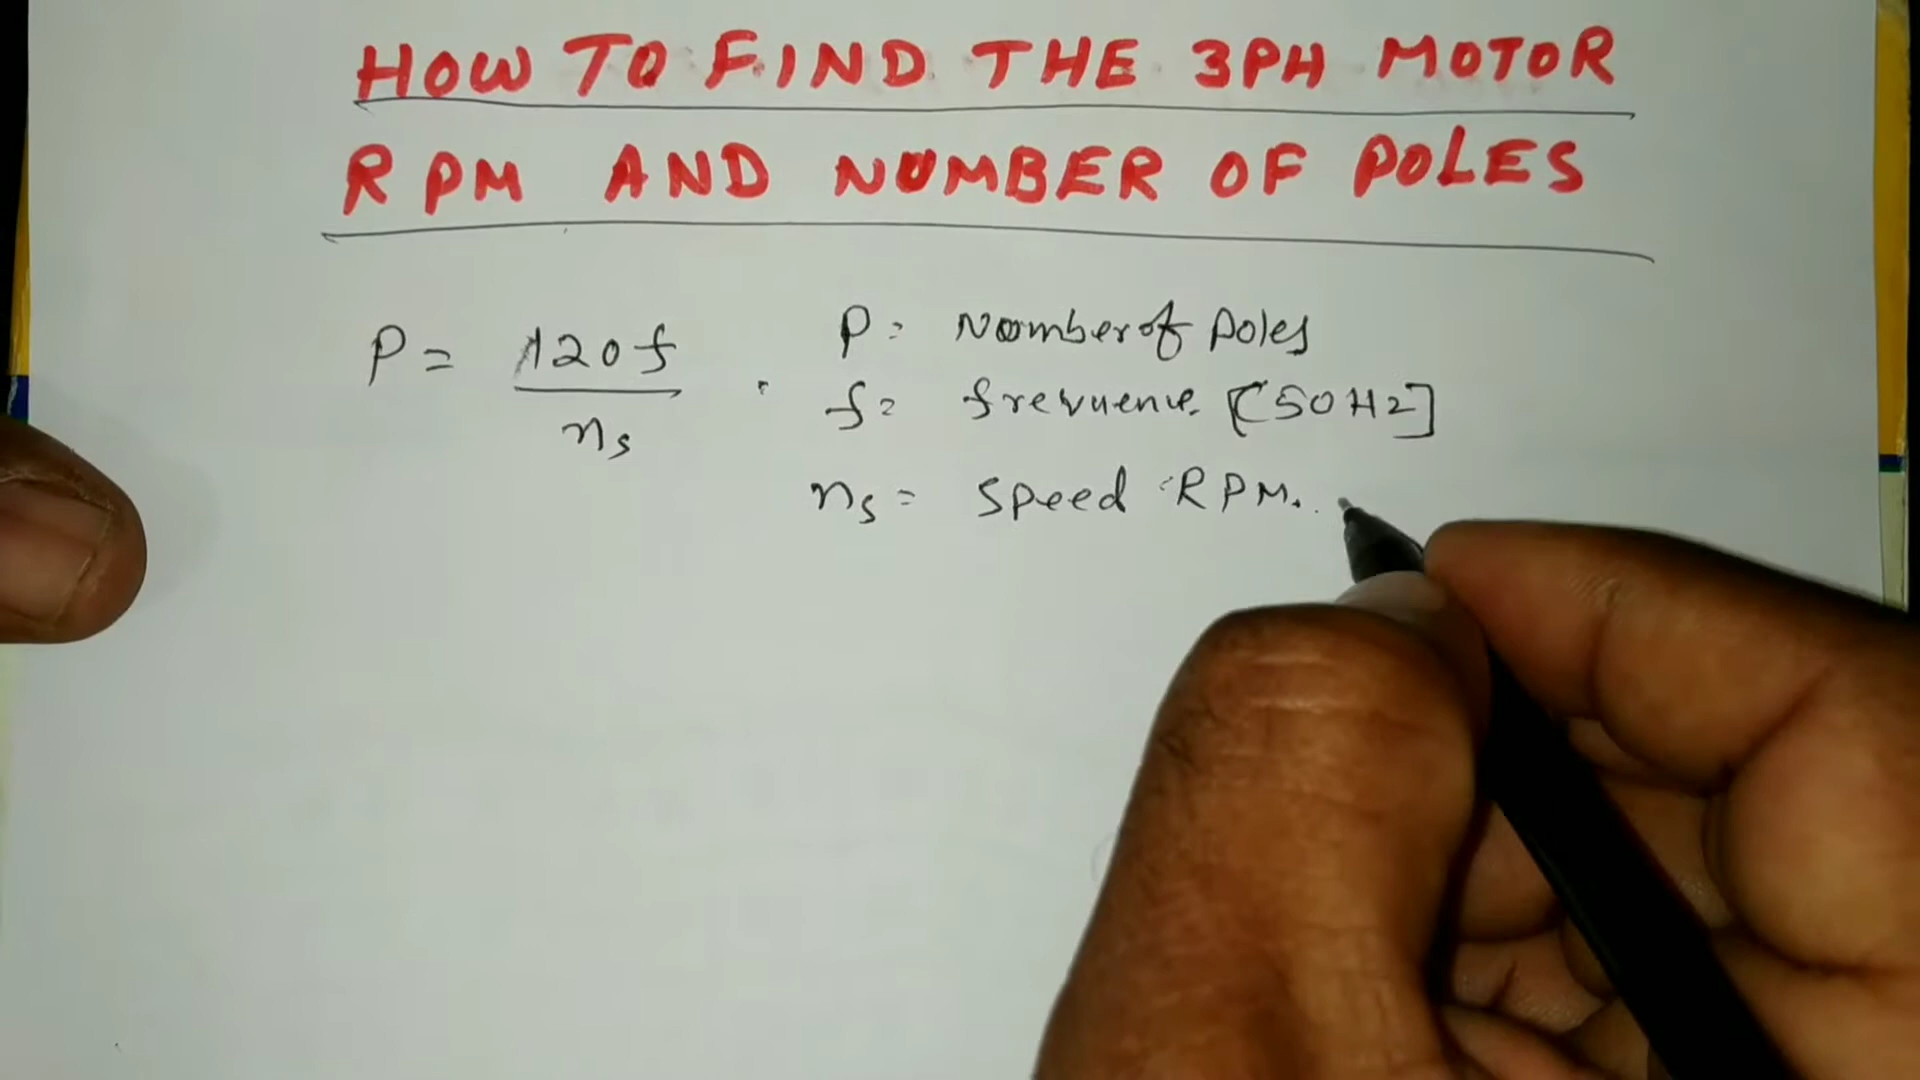 HOW TO FIND THE 3PH MOTOR
RPM AND NUMBER OF POLES
P = 120f / ns
P = Number of Poles
f = frequence [50Hz]
ns = Speed RPM.